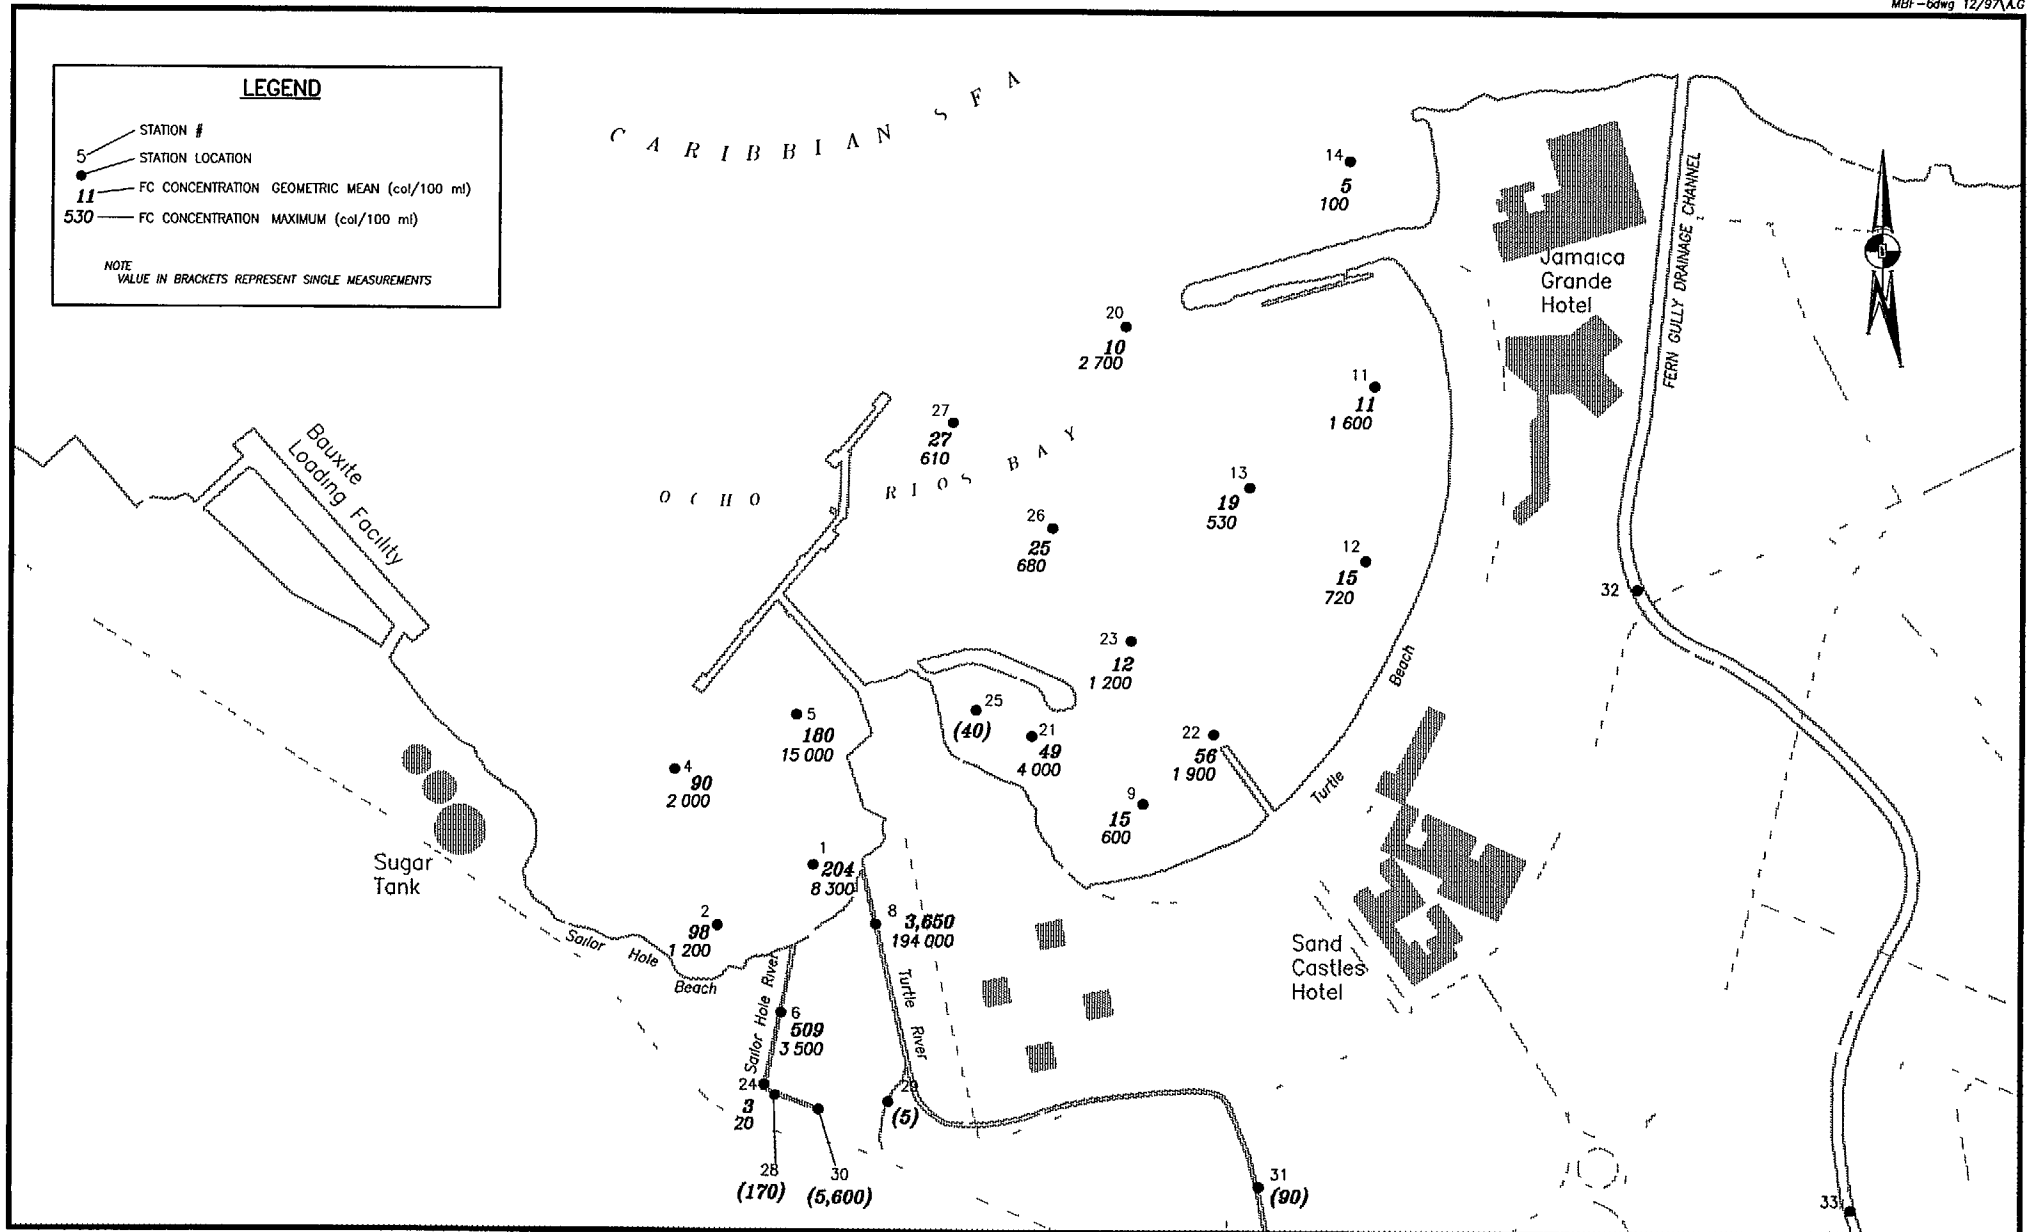 MBF-6dwg 12/97\A.G
LEGEND
STATION #
5
STATION LOCATION
11
FC CONCENTRATION GEOMETRIC MEAN (col/100 ml)
530
FC CONCENTRATION MAXIMUM (col/100 ml)
NOTE
VALUE IN BRACKETS REPRESENT SINGLE MEASUREMENTS
CARIBBIAN SEA
14
5
100
Jamaica
Grande
Hotel
FERN GULLY DRAINAGE CHANNEL
N
20
10
2 700
11
11
1 600
27
27
610
OCHO RIOS BAY
13
19
530
26
25
680
12
15
720
32
Bauxite
Loading Facility
23
12
1 200
Turtle Beach
5
180
15 000
25
(40)
21
49
4 000
22
56
1 900
4
90
2 000
9
15
600
Sugar
Tank
1
204
8 300
2
98
1 200
8
3,650
194 000
Sailor Hole Beach
Sand
Castles
Hotel
Sailor Hole River
Turtle River
6
509
3 500
24
3
20
29
(5)
28
(170)
30
(5,600)
31
(90)
33